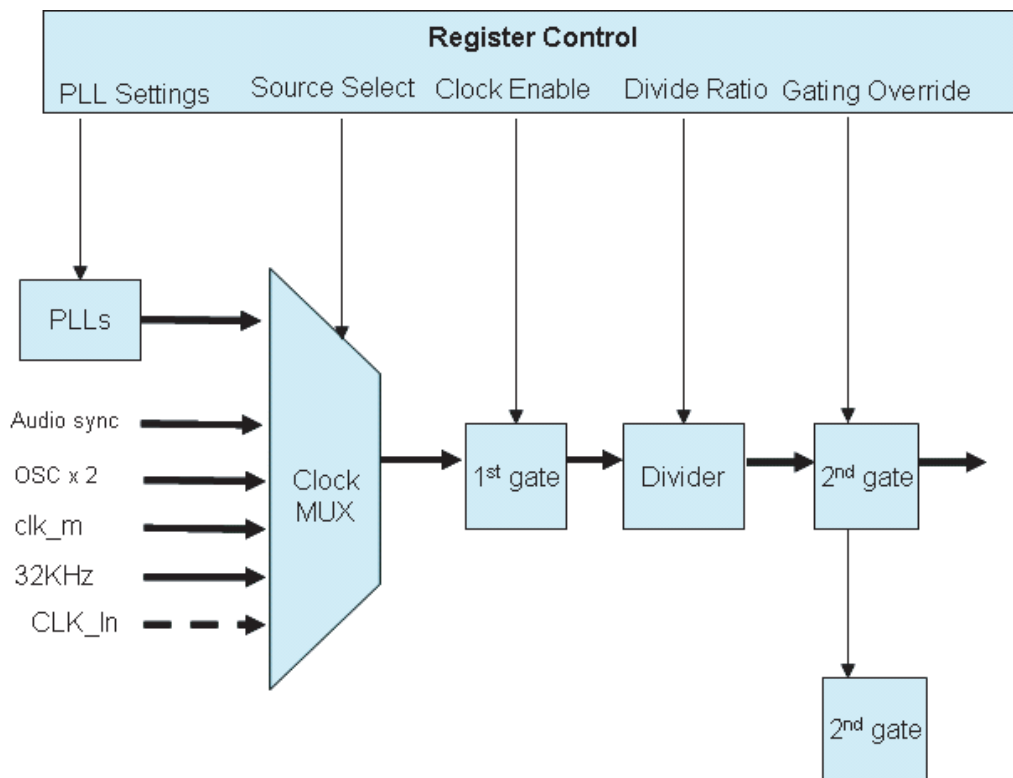 Register Control
PLL Settings
Source Select
Clock Enable
Divide Ratio
Gating Override
PLLs
Audio sync
OSC x 2
clk_m
32KHz
CLK_In
Clock
MUX
1st gate
Divider
2nd gate
2nd gate